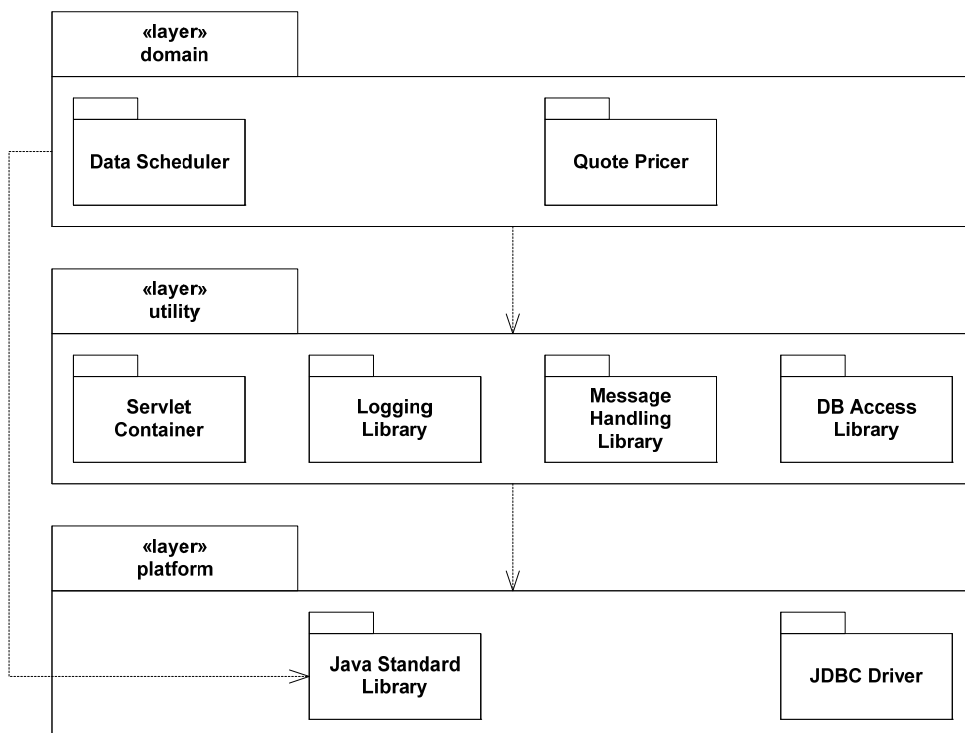 «layer»
domain
Data Scheduler
Quote Pricer
«layer»
utility
Servlet
Container
Logging
Library
Message
Handling
Library
DB Access
Library
«layer»
platform
Java Standard
Library
JDBC Driver